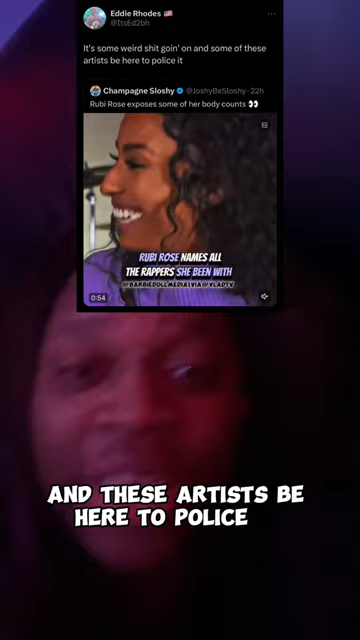 Eddie Rhodes 🇺🇸
@ItsEd2bh
It's some weird shit goin' on and some of these
artists be here to police it
Champagne Sloshy @JoshyBeSloshy · 22h
Rubi Rose exposes some of her body counts 👀
RUBI ROSE NAMES ALL
THE RAPPERS SHE BEEN WITH
@BARBIEDOLLMEDIA1VIA@VLADTV
0:54
AND THESE ARTISTS BE
HERE TO POLICE